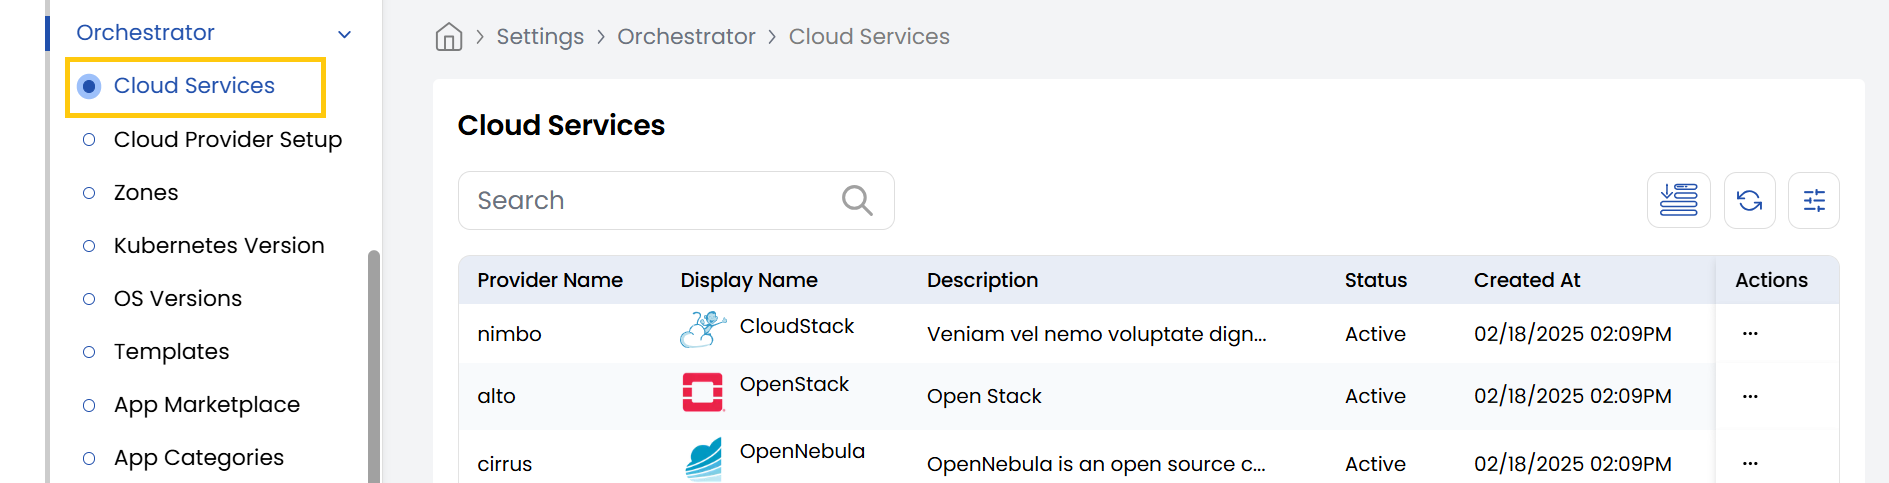 Orchestrator
Cloud Services
Cloud Provider Setup
Zones
Kubernetes Version
OS Versions
Templates
App Marketplace
App Categories
Settings > Orchestrator > Cloud Services
Cloud Services
Search
Provider Name Display Name Description Status Created At Actions
nimbo CloudStack Veniam vel nemo voluptate dign... Active 02/18/2025 02:09PM ...
alto OpenStack Open Stack Active 02/18/2025 02:09PM ...
cirrus OpenNebula OpenNebula is an open source c... Active 02/18/2025 02:09PM ...